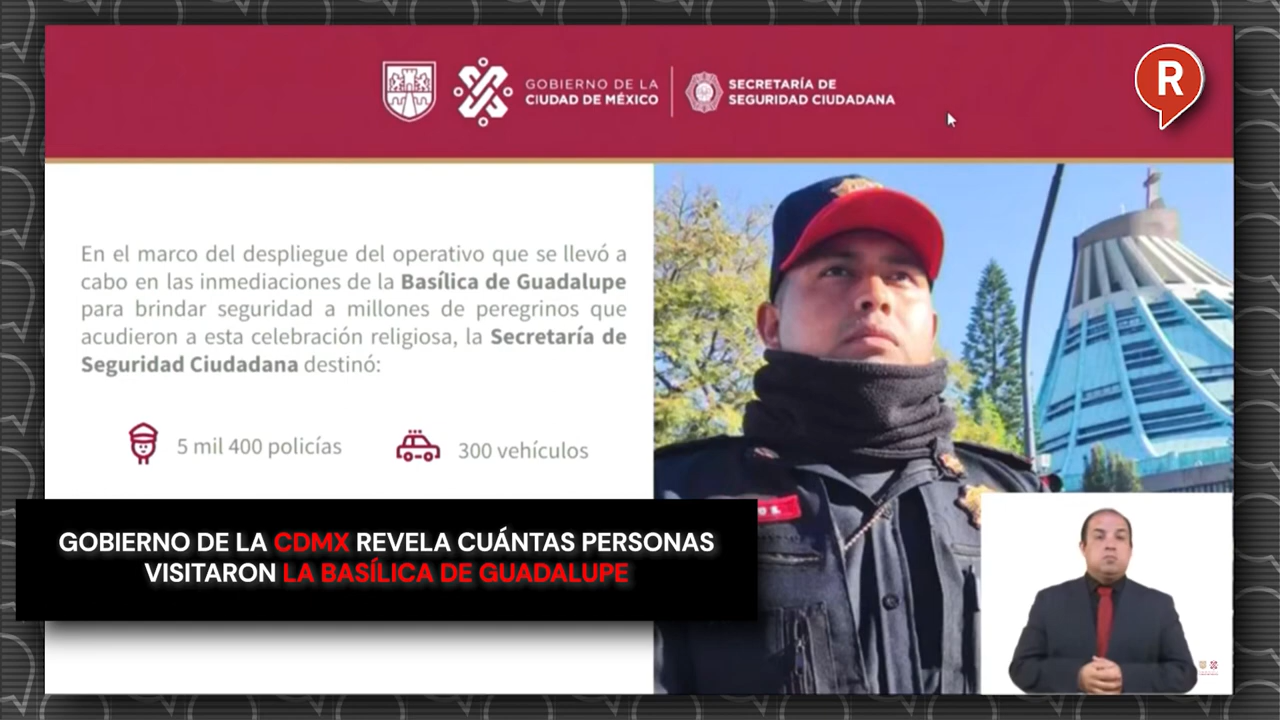 GOBIERNO DE LA
CIUDAD DE MÉXICO
SECRETARÍA DE
SEGURIDAD CIUDADANA
R
En el marco del despliegue del operativo que se llevó a
cabo en las inmediaciones de la Basílica de Guadalupe
para brindar seguridad a millones de peregrinos que
acudieron a esta celebración religiosa, la Secretaría de
Seguridad Ciudadana destinó:
5 mil 400 policías
300 vehículos
GOBIERNO DE LA CDMX REVELA CUÁNTAS PERSONAS
VISITARON LA BASÍLICA DE GUADALUPE